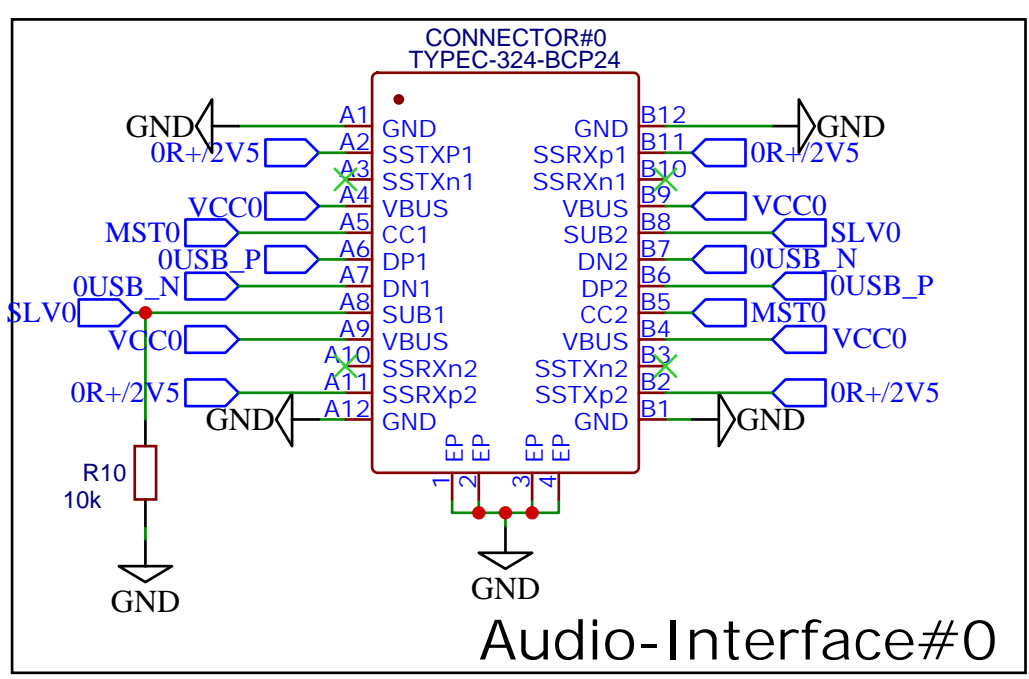 CONNECTOR#0
TYPEC-324-BCP24
GND A1 GND GND B12 GND
0R+/2V5 A2 SSTXP1 SSRXp1 B11 0R+/2V5
A3 SSTXn1 SSRXn1 B10
VCC0 A4 VBUS VBUS B9 VCC0
MST0 A5 CC1 SUB2 B8 SLV0
0USB_P A6 DP1 DN2 B7 0USB_N
0USB_N A7 DN1 DP2 B6 0USB_P
SLV0 A8 SUB1 CC2 B5 MST0
VCC0 A9 VBUS VBUS B4 VCC0
A10 SSRXn2 SSTXn2 B3
0R+/2V5 A11 SSRXp2 SSTXp2 B2 0R+/2V5
GND A12 GND GND B1 GND
EP EP EP EP
1 2 3 4
R10
10k
GND
GND
Audio-Interface#0